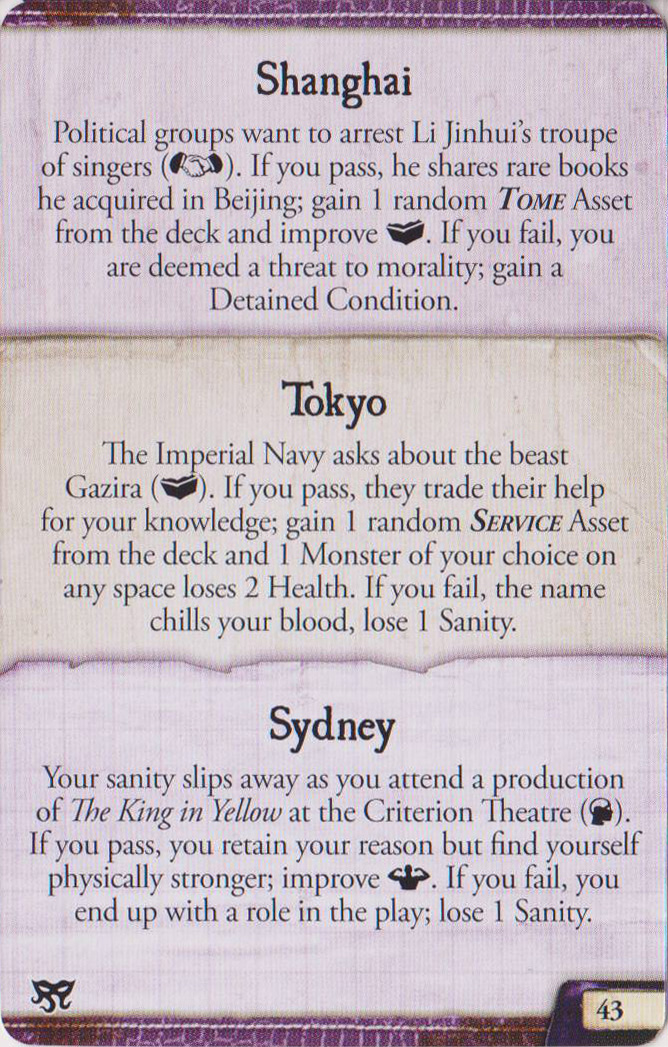 Shanghai
Political groups want to arrest Li Jinhui's troupe
of singers ( ). If you pass, he shares rare books
he acquired in Beijing; gain 1 random TOME Asset
from the deck and improve . If you fail, you
are deemed a threat to morality; gain a
Detained Condition.
Tokyo
The Imperial Navy asks about the beast
Gazira ( ). If you pass, they trade their help
for your knowledge; gain 1 random SERVICE Asset
from the deck and 1 Monster of your choice on
any space loses 2 Health. If you fail, the name
chills your blood, lose 1 Sanity.
Sydney
Your sanity slips away as you attend a production
of The King in Yellow at the Criterion Theatre ( ).
If you pass, you retain your reason but find yourself
physically stronger; improve . If you fail, you
end up with a role in the play; lose 1 Sanity.
43